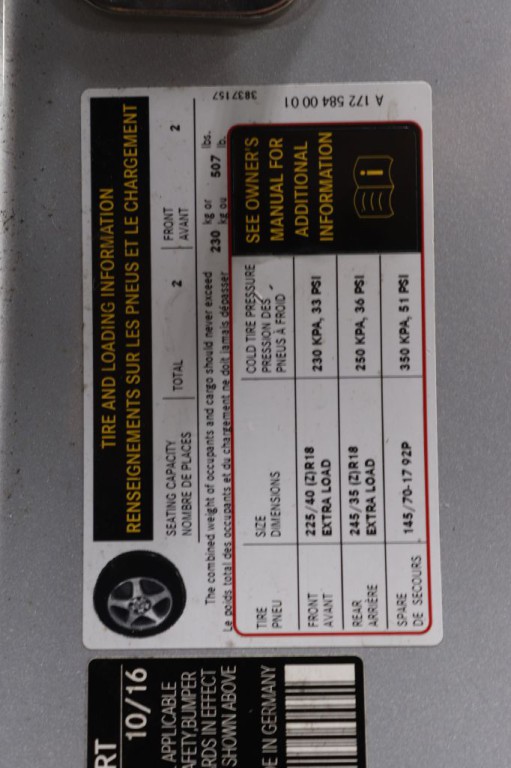 TIRE AND LOADING INFORMATION
RENSEIGNEMENTS SUR LES PNEUS ET LE CHARGEMENT
SEATING CAPACITY
NOMBRE DE PLACES
TOTAL 2
FRONT
AVANT 2
The combined weight of occupants and cargo should never exceed 230 kg or 507 lbs.
Le poids total des occupants et du chargement ne doit jamais dépasser kg ou lb.
TIRE
PNEU
SIZE
DIMENSIONS
COLD TIRE PRESSURE
PRESSION DES
PNEUS À FROID
SEE OWNER'S
MANUAL FOR
ADDITIONAL
INFORMATION
i
FRONT
AVANT
225/40 (Z)R18
EXTRA LOAD
230 KPA, 33 PSI
REAR
ARRIÈRE
245/35 (Z)R18
EXTRA LOAD
250 KPA, 36 PSI
SPARE
DE SECOURS
145/70-17 92P
350 KPA, 51 PSI
3837157
A 172 584 00 01
RT
10/16
APPLICABLE
AFETY, BUMPER
RDS IN EFFECT
SHOWN ABOVE
DE IN GERMANY